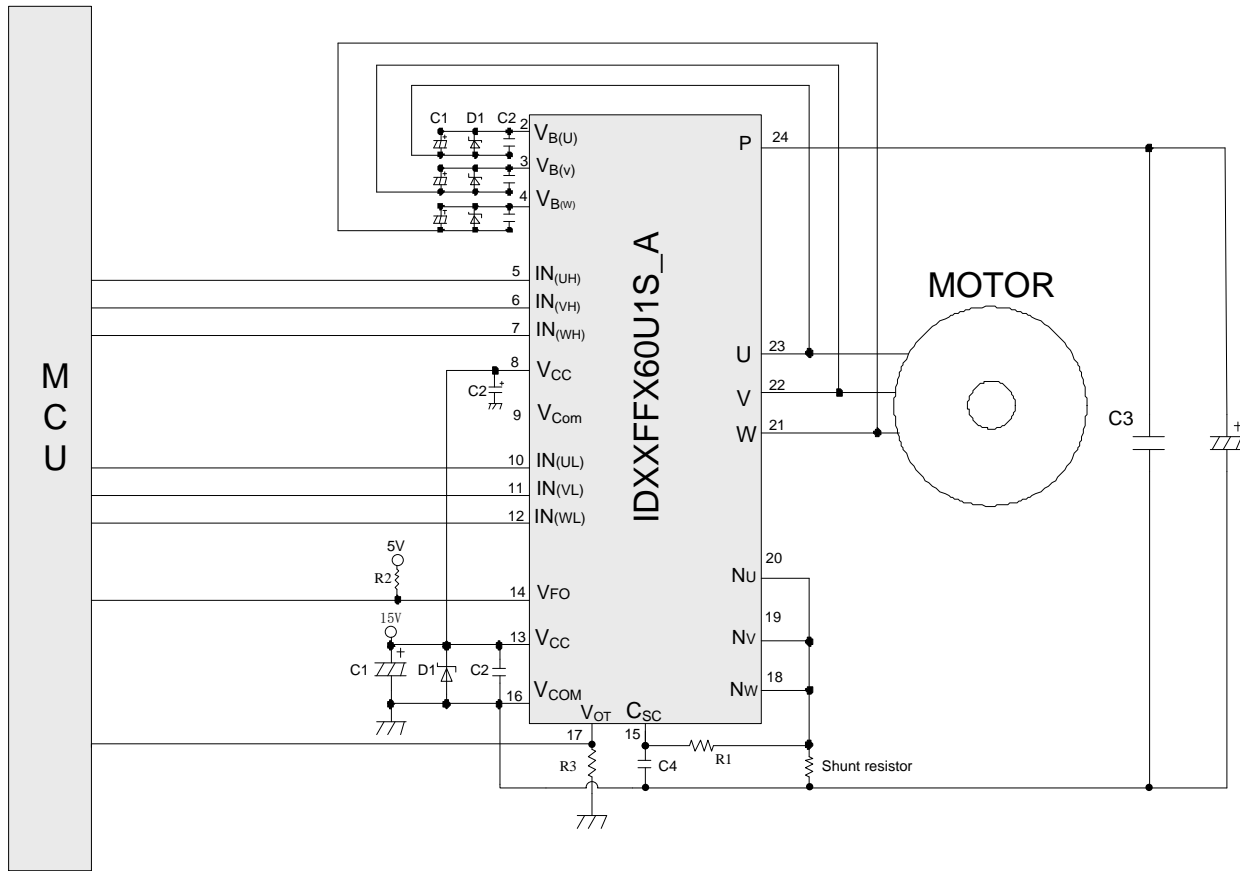 MCU
C1 D1 C2
2 VB(U)
3 VB(v)
4 VB(W)
5 IN(UH)
6 IN(VH)
7 IN(WH)
8 VCC
C2
9 VCom
10 IN(UL)
11 IN(VL)
12 IN(WL)
5V
R2
14 VFO
15V
13 VCC
C1 D1 C2
16 VCOM
VOT CSC
17 15
R3 C4 R1
Shunt resistor
IDXXFFX60U1S_A
P 24
MOTOR
U 23
V 22
W 21
C3
NU 20
NV 19
NW 18